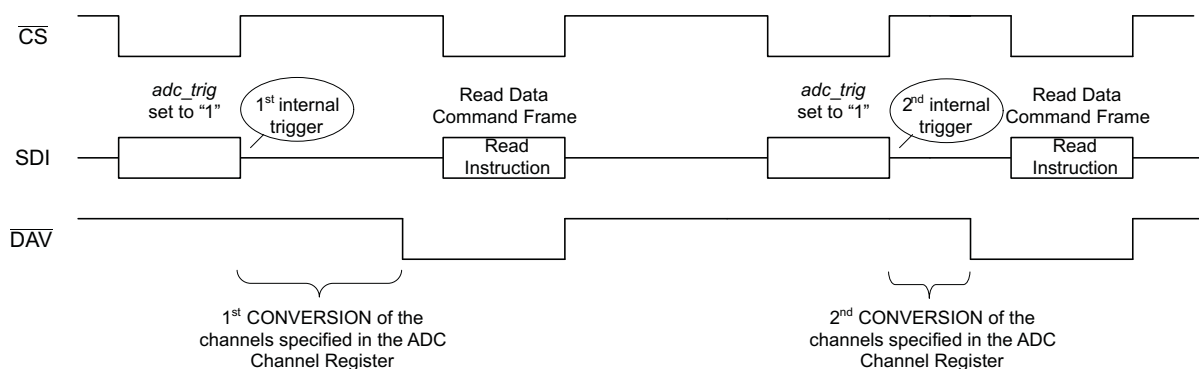 CS
adc_trig
set to “1”
1st internal
trigger
Read Data
Command Frame
adc_trig
set to “1”
2nd internal
trigger
Read Data
Command Frame
SDI
Read
Instruction
Read
Instruction
DAV
1st CONVERSION of the
channels specified in the ADC
Channel Register
2nd CONVERSION of the
channels specified in the ADC
Channel Register